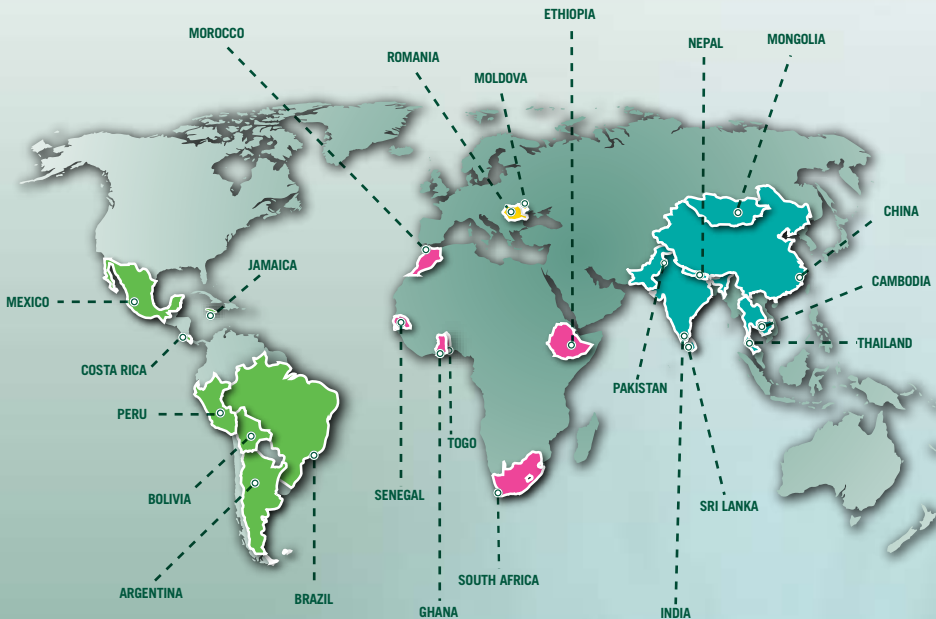 ETHIOPIA
MOROCCO
NEPAL
MONGOLIA
ROMANIA
MOLDOVA
CHINA
JAMAICA
CAMBODIA
MEXICO
THAILAND
COSTA RICA
PAKISTAN
PERU
TOGO
SENEGAL
BOLIVIA
SRI LANKA
SOUTH AFRICA
ARGENTINA
BRAZIL
GHANA
INDIA